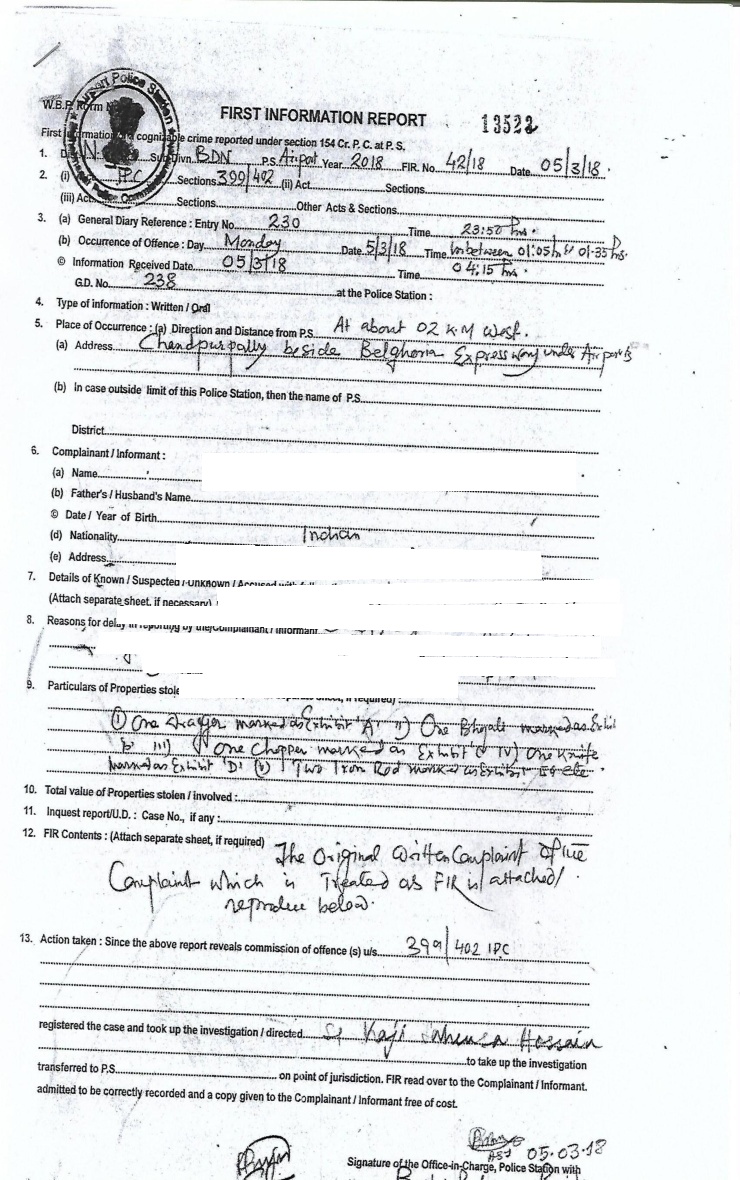 Airport Police Station
W.B.P. Form N
FIRST INFORMATION REPORT 13522
First Information of a cognizable crime reported under section 154 Cr. P. C. at P. S.
1. Sub-Divn. BDN P.S. Airport Year 2018 FIR. No. 42/18 Date 05/3/18.
2. (i) IPC Sections 399/402 (ii) Act Sections
(iii) Act Sections Other Acts & Sections
3. (a) General Diary Reference : Entry No. 230 Time 23:50 hrs.
(b) Occurrence of Offence : Day Monday Date 5/3/18 Time In between 01:05h & 01:35 hrs.
© Information Received Date 05/3/18 Time 04:15 hrs.
G.D. No. 238 at the Police Station :
4. Type of information : Written / Oral
5. Place of Occurrence : (a) Direction and Distance from P.S. At about 02 K.M West.
(a) Address Chandpurpally beside Belghoria Expressway under Airport PS
(b) In case outside limit of this Police Station, then the name of P.S.
District
6. Complainant / Informant :
(a) Name
(b) Father's / Husband's Name
© Date / Year of Birth
(d) Nationality Indian
(e) Address
7. Details of Known / Suspected / Unknown / Accused with
(Attach separate sheet, if necessary)
8. Reasons for delay in reporting by the Complainant / Informant
9. Particulars of Properties stole if required)
(i) One Dragger marked as Exhibit 'A' ii) One Bhojali marked as Exhibit
B iii) One Chopper marked as Exhibit 'C' iv) One Knife
marked as Exhibit 'D' (v) Two Iron Rod marked as Exhibit etc.
10. Total value of Properties stolen / involved :
11. Inquest report/U.D. : Case No., if any :
12. FIR Contents : (Attach separate sheet, if required) The Original Written Complaint of the
Complaint which is Treated as FIR is attached/
reproduce below.
13. Action taken : Since the above report reveals commission of offence (s) u/s 399/402 IPC
registered the case and took up the investigation / directed SI Kaji Hossain
to take up the investigation
transferred to P.S. on point of jurisdiction. FIR read over to the Complainant / Informant.
admitted to be correctly recorded and a copy given to the Complainant / Informant free of cost.
ASI 05.03.18
Signature of the Office-in-Charge, Police Station with